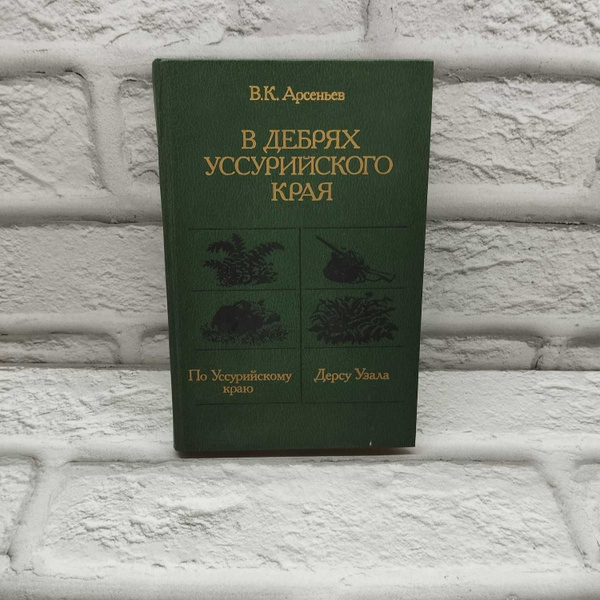 В.К. Арсеньев
В ДЕБРЯХ
УССУРИЙСКОГО
КРАЯ
По Уссурийскому
краю
Дерсу Узала